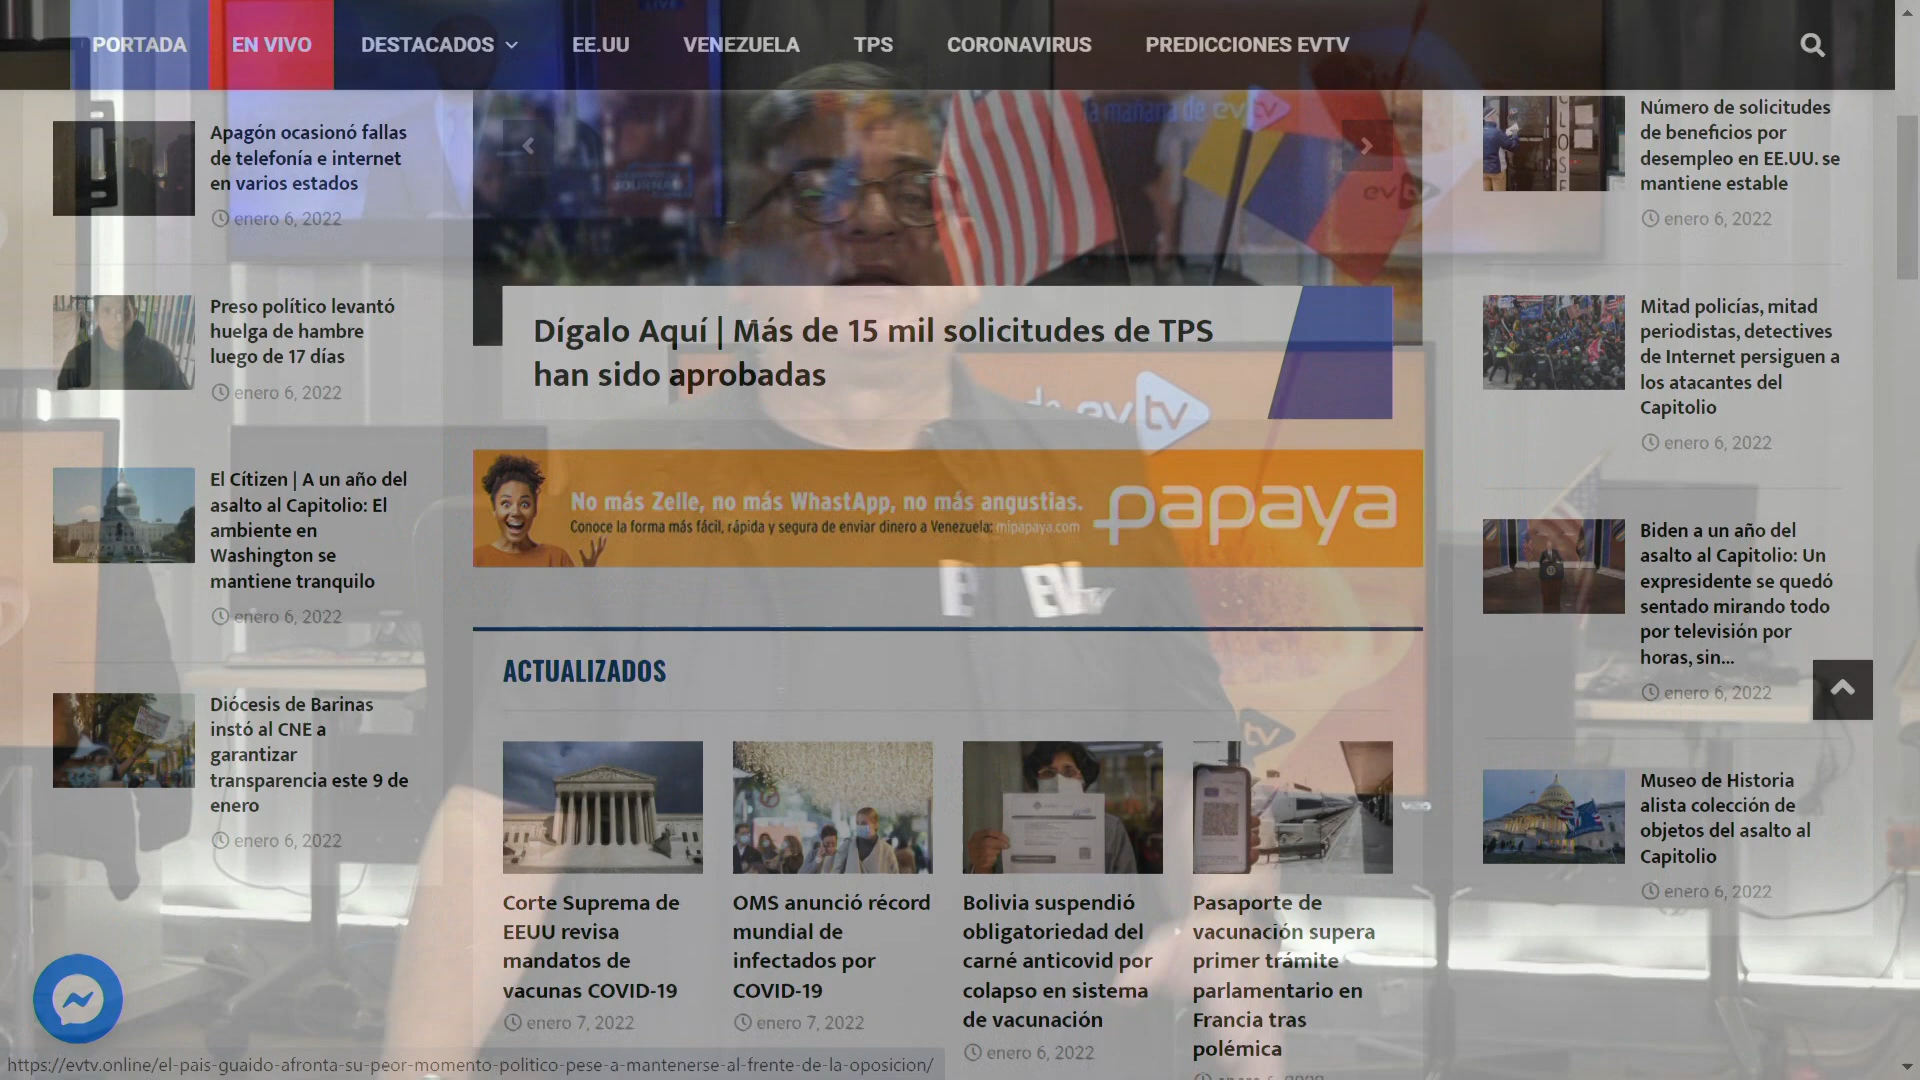 PORTADA EN VIVO DESTACADOS EE.UU VENEZUELA TPS CORONAVIRUS PREDICCIONES EVTV
Apagón ocasionó fallas
de telefonía e internet
en varios estados
enero 6, 2022
Preso político levantó
huelga de hambre
luego de 17 días
enero 6, 2022
El Cítizen | A un año del
asalto al Capitolio: El
ambiente en
Washington se
mantiene tranquilo
enero 6, 2022
Diócesis de Barinas
instó al CNE a
garantizar
transparencia este 9 de
enero
enero 6, 2022
la mañana de evtv
evtv
Dígalo Aquí | Más de 15 mil solicitudes de TPS
han sido aprobadas
de evtv
No más Zelle, no más WhastApp, no más angustias.
Conoce la forma más fácil, rápida y segura de enviar dinero a Venezuela: mipapaya.com
papaya
EVtv
ACTUALIZADOS
tv
Corte Suprema de
EEUU revisa
mandatos de
vacunas COVID-19
enero 7, 2022
OMS anunció récord
mundial de
infectados por
COVID-19
enero 7, 2022
Bolivia suspendió
obligatoriedad del
carné anticovid por
colapso en sistema
de vacunación
enero 6, 2022
Pasaporte de
vacunación supera
primer trámite
parlamentario en
Francia tras
polémica
Número de solicitudes
de beneficios por
desempleo en EE.UU. se
mantiene estable
enero 6, 2022
Mitad policías, mitad
periodistas, detectives
de Internet persiguen a
los atacantes del
Capitolio
enero 6, 2022
Biden a un año del
asalto al Capitolio: Un
expresidente se quedó
sentado mirando todo
por televisión por
horas, sin...
enero 6, 2022
Museo de Historia
alista colección de
objetos del asalto al
Capitolio
enero 6, 2022
https://evtv.online/el-pais-guaido-afronta-su-peor-momento-politico-pese-a-mantenerse-al-frente-de-la-oposicion/